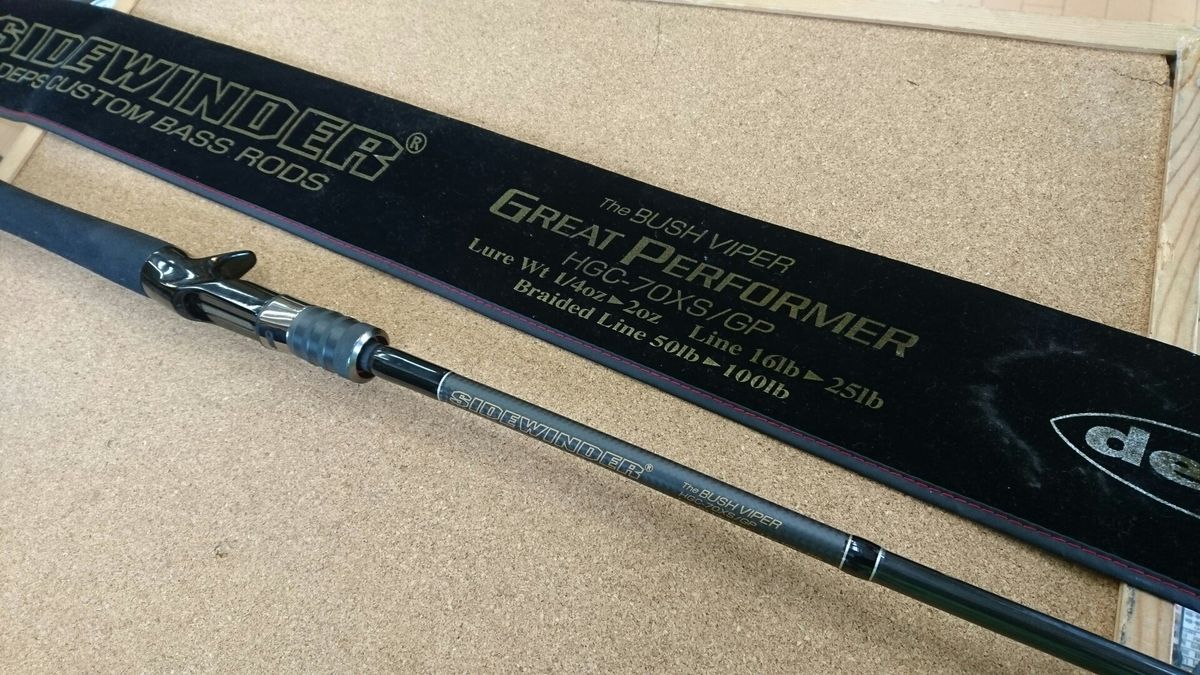 SIDEWINDER®
DEPS CUSTOM BASS RODS
The BUSH VIPER
GREAT PERFORMER
HGC-70XS/GP
Lure Wt 1/4oz►2oz Line 16lb►25lb
Braided Line 50lb►100lb
de
SIDEWINDER®
The BUSH VIPER
HGC-70XS/GP